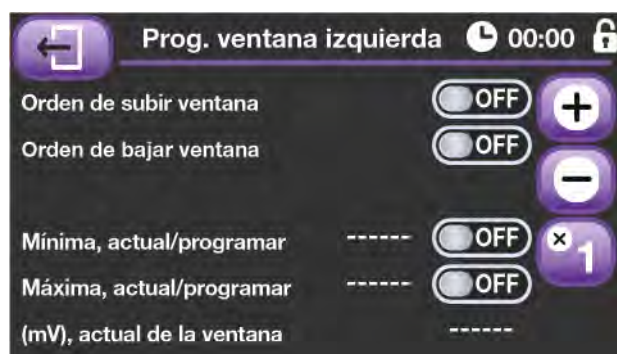 Prog. ventana izquierda 00:00
Orden de subir ventana OFF
Orden de bajar ventana OFF
Mínima, actual/programar ------ OFF
×1
Máxima, actual/programar ------ OFF
(mV), actual de la ventana ------